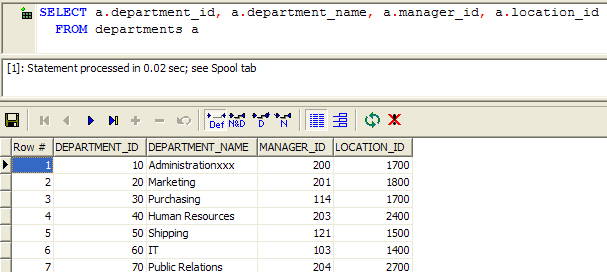 SELECT a.department_id, a.department_name, a.manager_id, a.location_id
FROM departments a
[1]: Statement processed in 0.02 sec; see Spool tab
Def N&D D N
Row # DEPARTMENT_ID DEPARTMENT_NAME MANAGER_ID LOCATION_ID
1 10 Administrationxxx 200 1700
2 20 Marketing 201 1800
3 30 Purchasing 114 1700
4 40 Human Resources 203 2400
5 50 Shipping 121 1500
6 60 IT 103 1400
7 70 Public Relations 204 2700